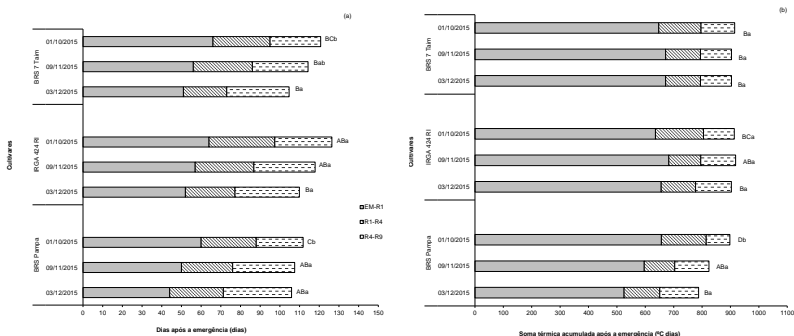 (a)
Cultivares
BRS 7 Taim
01/10/2015
BCb
09/11/2015
Bab
03/12/2015
Ba
IRGA 424 RI
01/10/2015
ABa
09/11/2015
ABa
03/12/2015
Ba
BRS Pampa
01/10/2015
Cb
09/11/2015
ABa
03/12/2015
ABa
EM-R1
R1-R4
R4-R9
0 10 20 30 40 50 60 70 80 90 100 110 120 130 140 150
Dias após a emergência (dias)
(b)
Cultivares
BRS 7 Taim
01/10/2015
Ba
09/11/2015
Ba
03/12/2015
Ba
IRGA 424 RI
01/10/2015
BCa
09/11/2015
ABa
03/12/2015
Ba
BRS Pampa
01/10/2015
Db
09/11/2015
ABa
03/12/2015
Ba
0 100 200 300 400 500 600 700 800 900 1000 1100
Soma térmica acumulada após a emergência (ºC dias)